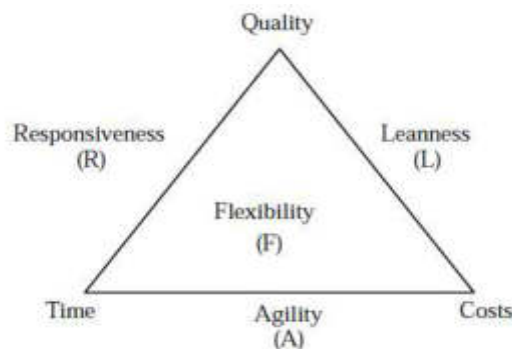 Quality
Responsiveness
(R)
Leanness
(L)
Flexibility
(F)
Time
Agility
(A)
Costs